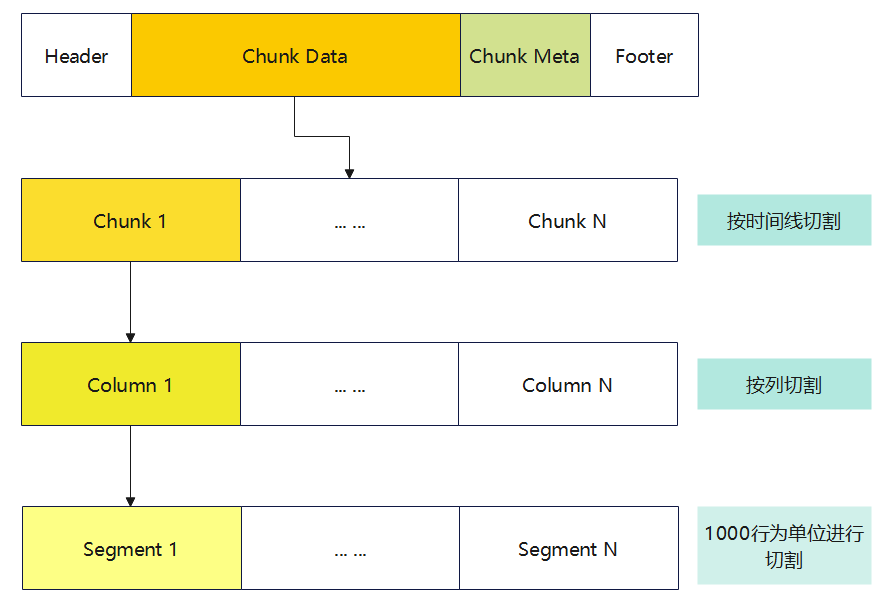 Header Chunk Data Chunk Meta Footer
Chunk 1 ... ... Chunk N 按时间线切割
Column 1 ... ... Column N 按列切割
Segment 1 ... ... Segment N 1000行为单位进行
切割